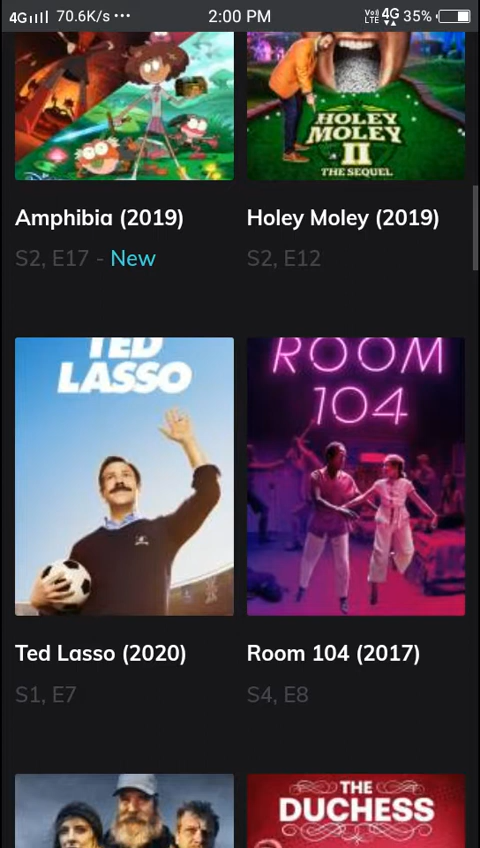 4G 70.6K/s ••• 2:00 PM VoD LTE 4G 35%
HOLEY
MOLEY
II
THE SEQUEL
Amphibia (2019) Holey Moley (2019)
S2, E17 - New S2, E12
TED
LASSO
ROOM
104
Ted Lasso (2020) Room 104 (2017)
S1, E7 S4, E8
THE
DUCHESS